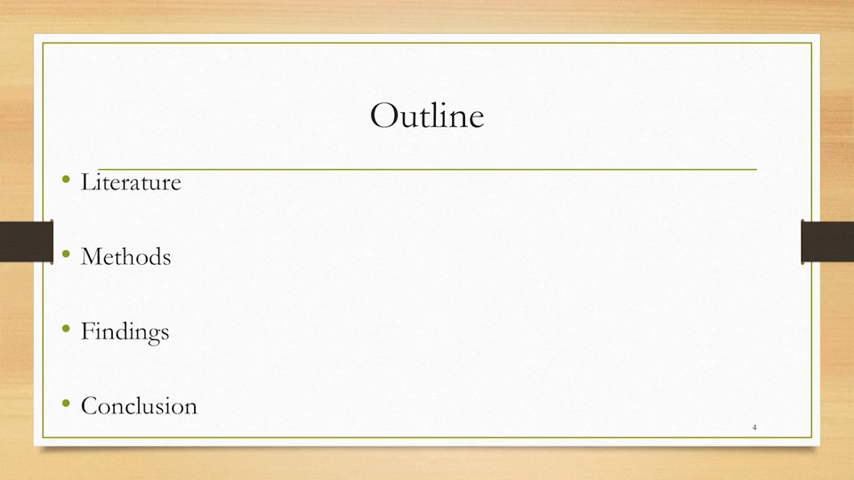 Outline
• Literature
• Methods
• Findings
• Conclusion
4